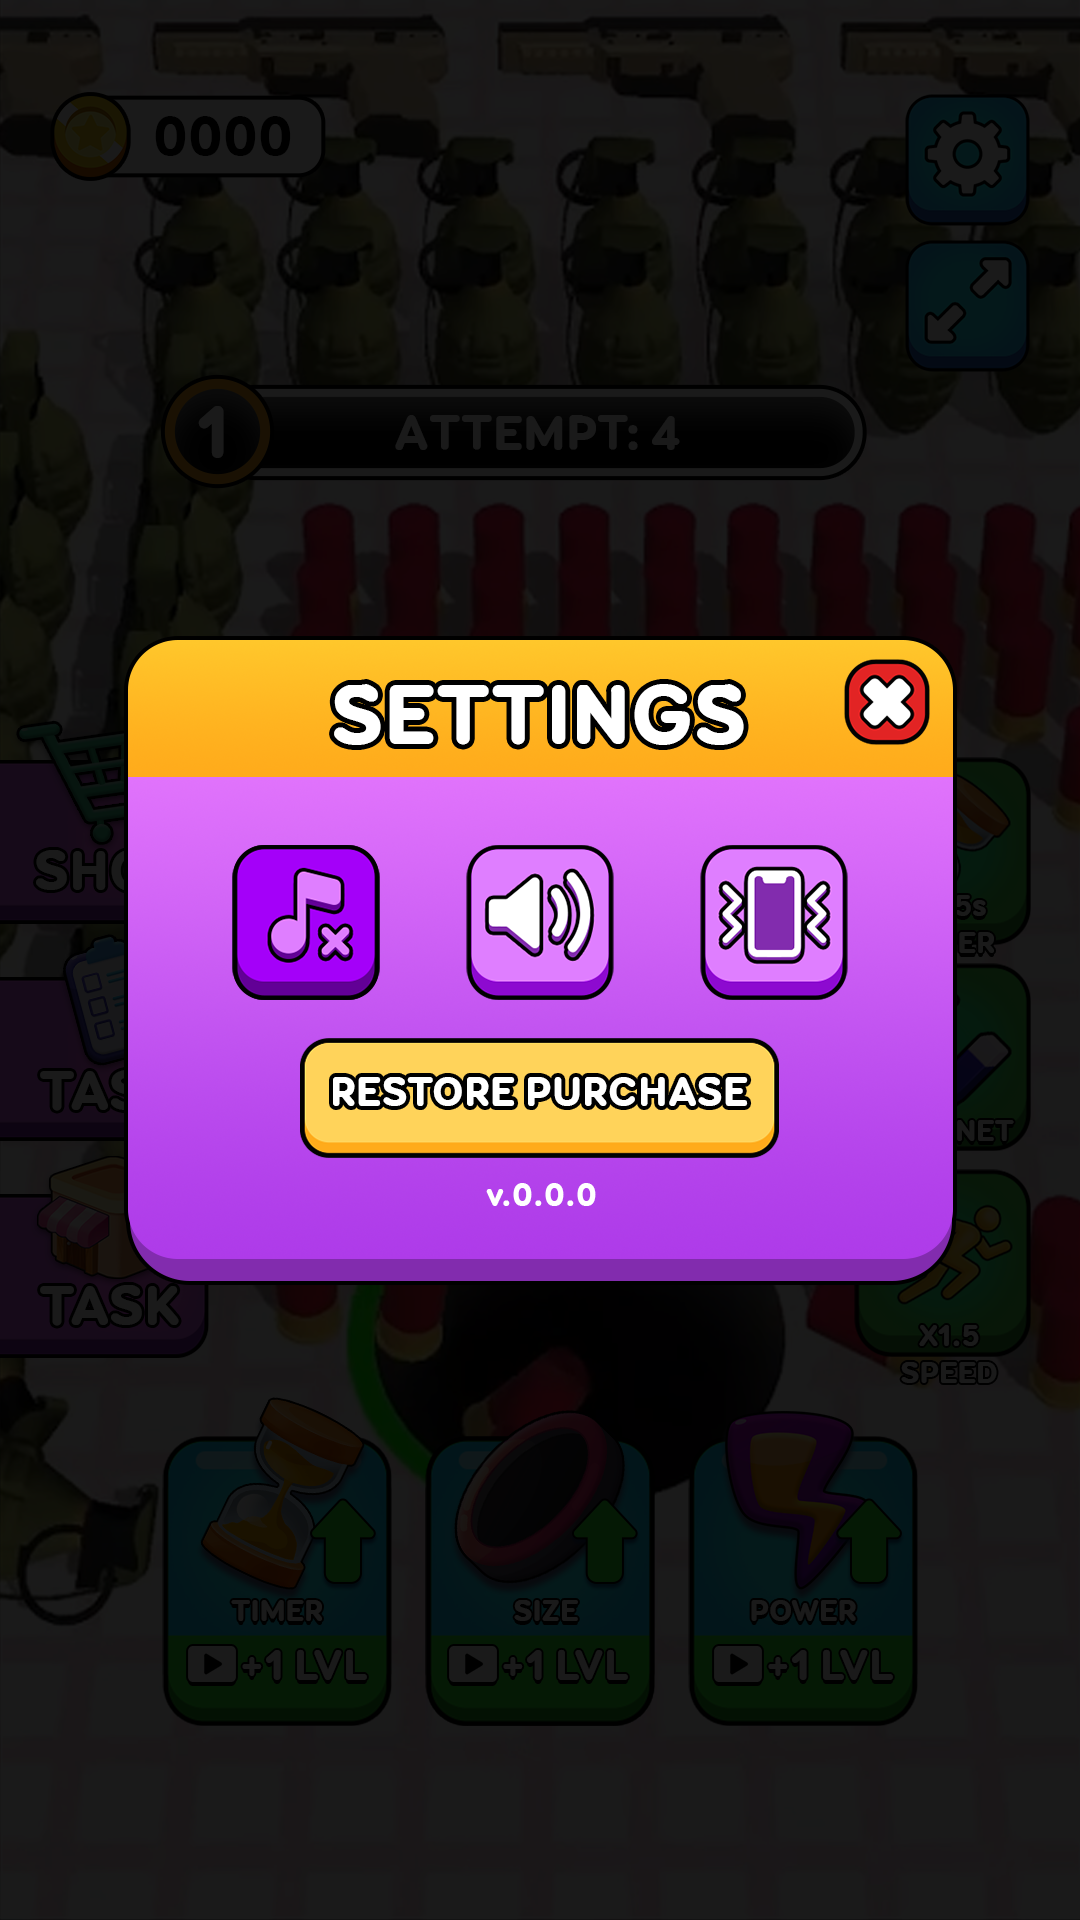 0000
1
ATTEMPT: 4
SETTINGS
RESTORE PURCHASE
v.0.0.0
TASK
X1.5
SPEED
TIMER
SIZE
POWER
+1 LVL
+1 LVL
+1 LVL